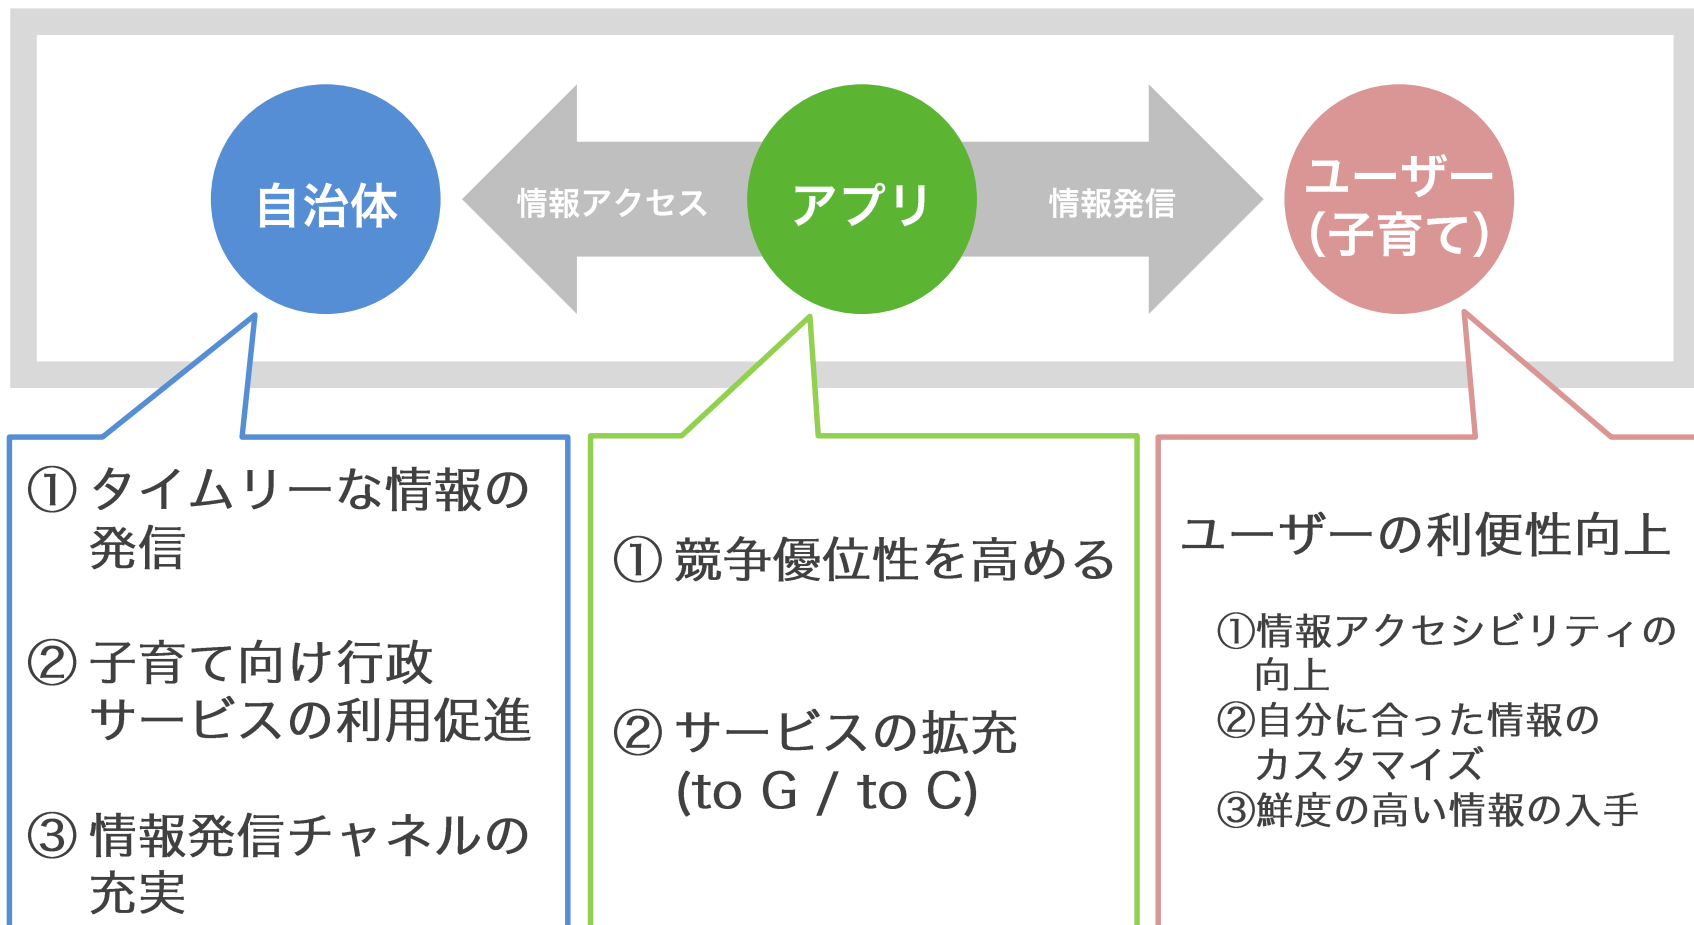 自治体
情報アクセス
アプリ
情報発信
ユーザー
(子育て)
① タイムリーな情報の
発信
② 子育て向け行政
サービスの利用促進
③ 情報発信チャネルの
充実
① 競争優位性を高める
② サービスの拡充
(to G / to C)
ユーザーの利便性向上
①情報アクセシビリティの
向上
②自分に合った情報の
カスタマイズ
③鮮度の高い情報の入手